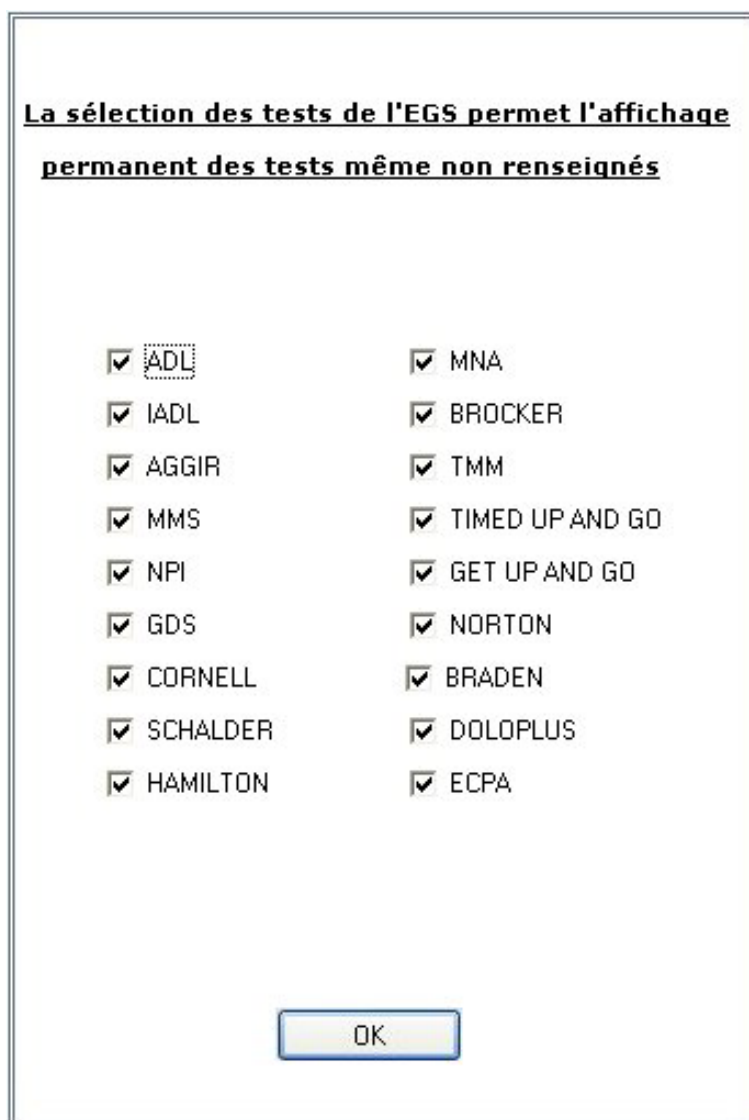 La sélection des tests de l'EGS permet l'affichage
permanent des tests même non renseignés
ADL
IADL
AGGIR
MMS
NPI
GDS
CORNELL
SCHALDER
HAMILTON
MNA
BROCKER
TMM
TIMED UP AND GO
GET UP AND GO
NORTON
BRADEN
DOLOPLUS
ECPA
OK